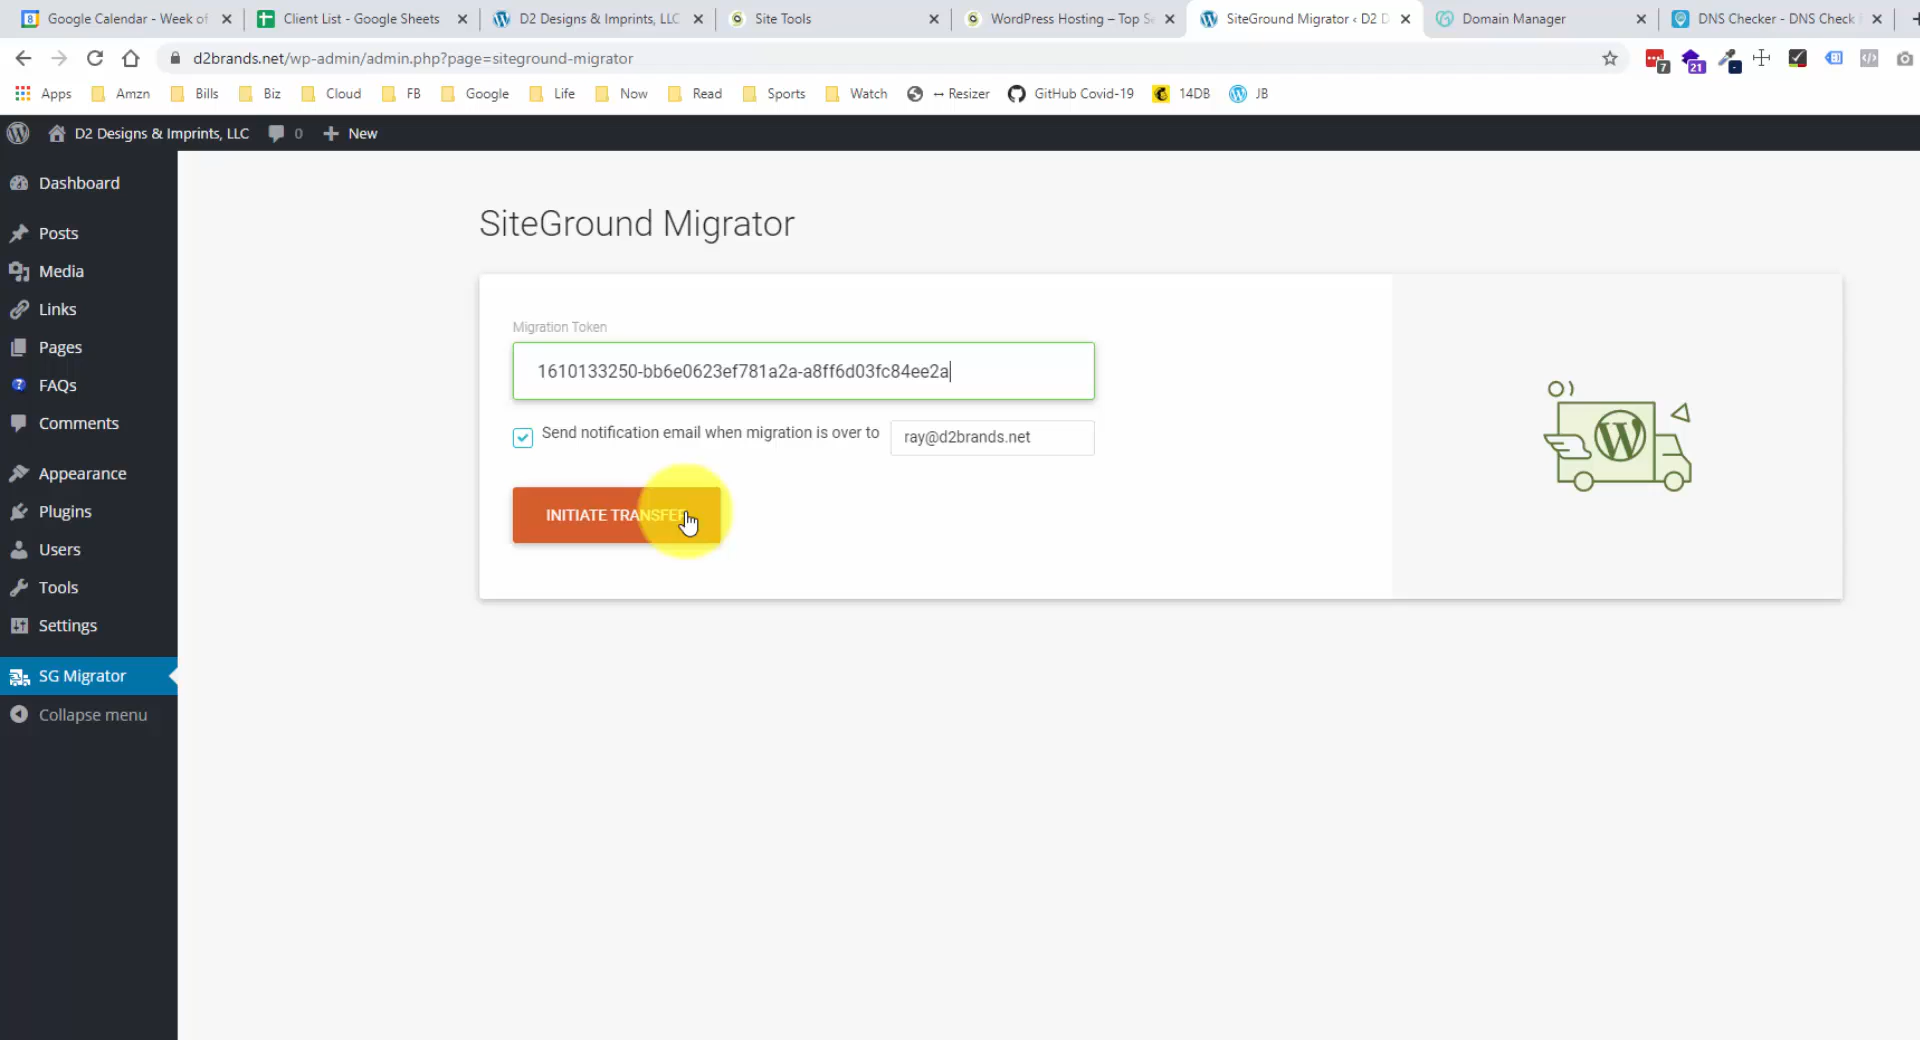 Google Calendar - Week of
Client List - Google Sheets
D2 Designs & Imprints, LLC
Site Tools
WordPress Hosting – Top Se
SiteGround Migrator ‹ D2 D
Domain Manager
DNS Checker - DNS Check
d2brands.net/wp-admin/admin.php?page=siteground-migrator
7
21
Apps
Amzn
Bills
Biz
Cloud
FB
Google
Life
Now
Read
Sports
Watch
↔ Resizer
GitHub Covid-19
14DB
JB
D2 Designs & Imprints, LLC
0
New
Dashboard
Posts
Media
Links
Pages
FAQs
Comments
Appearance
Plugins
Users
Tools
Settings
SG Migrator
Collapse menu
SiteGround Migrator
Migration Token
1610133250-bb6e0623ef781a2a-a8ff6d03fc84ee2a
Send notification email when migration is over to
ray@d2brands.net
INITIATE TRANSFER